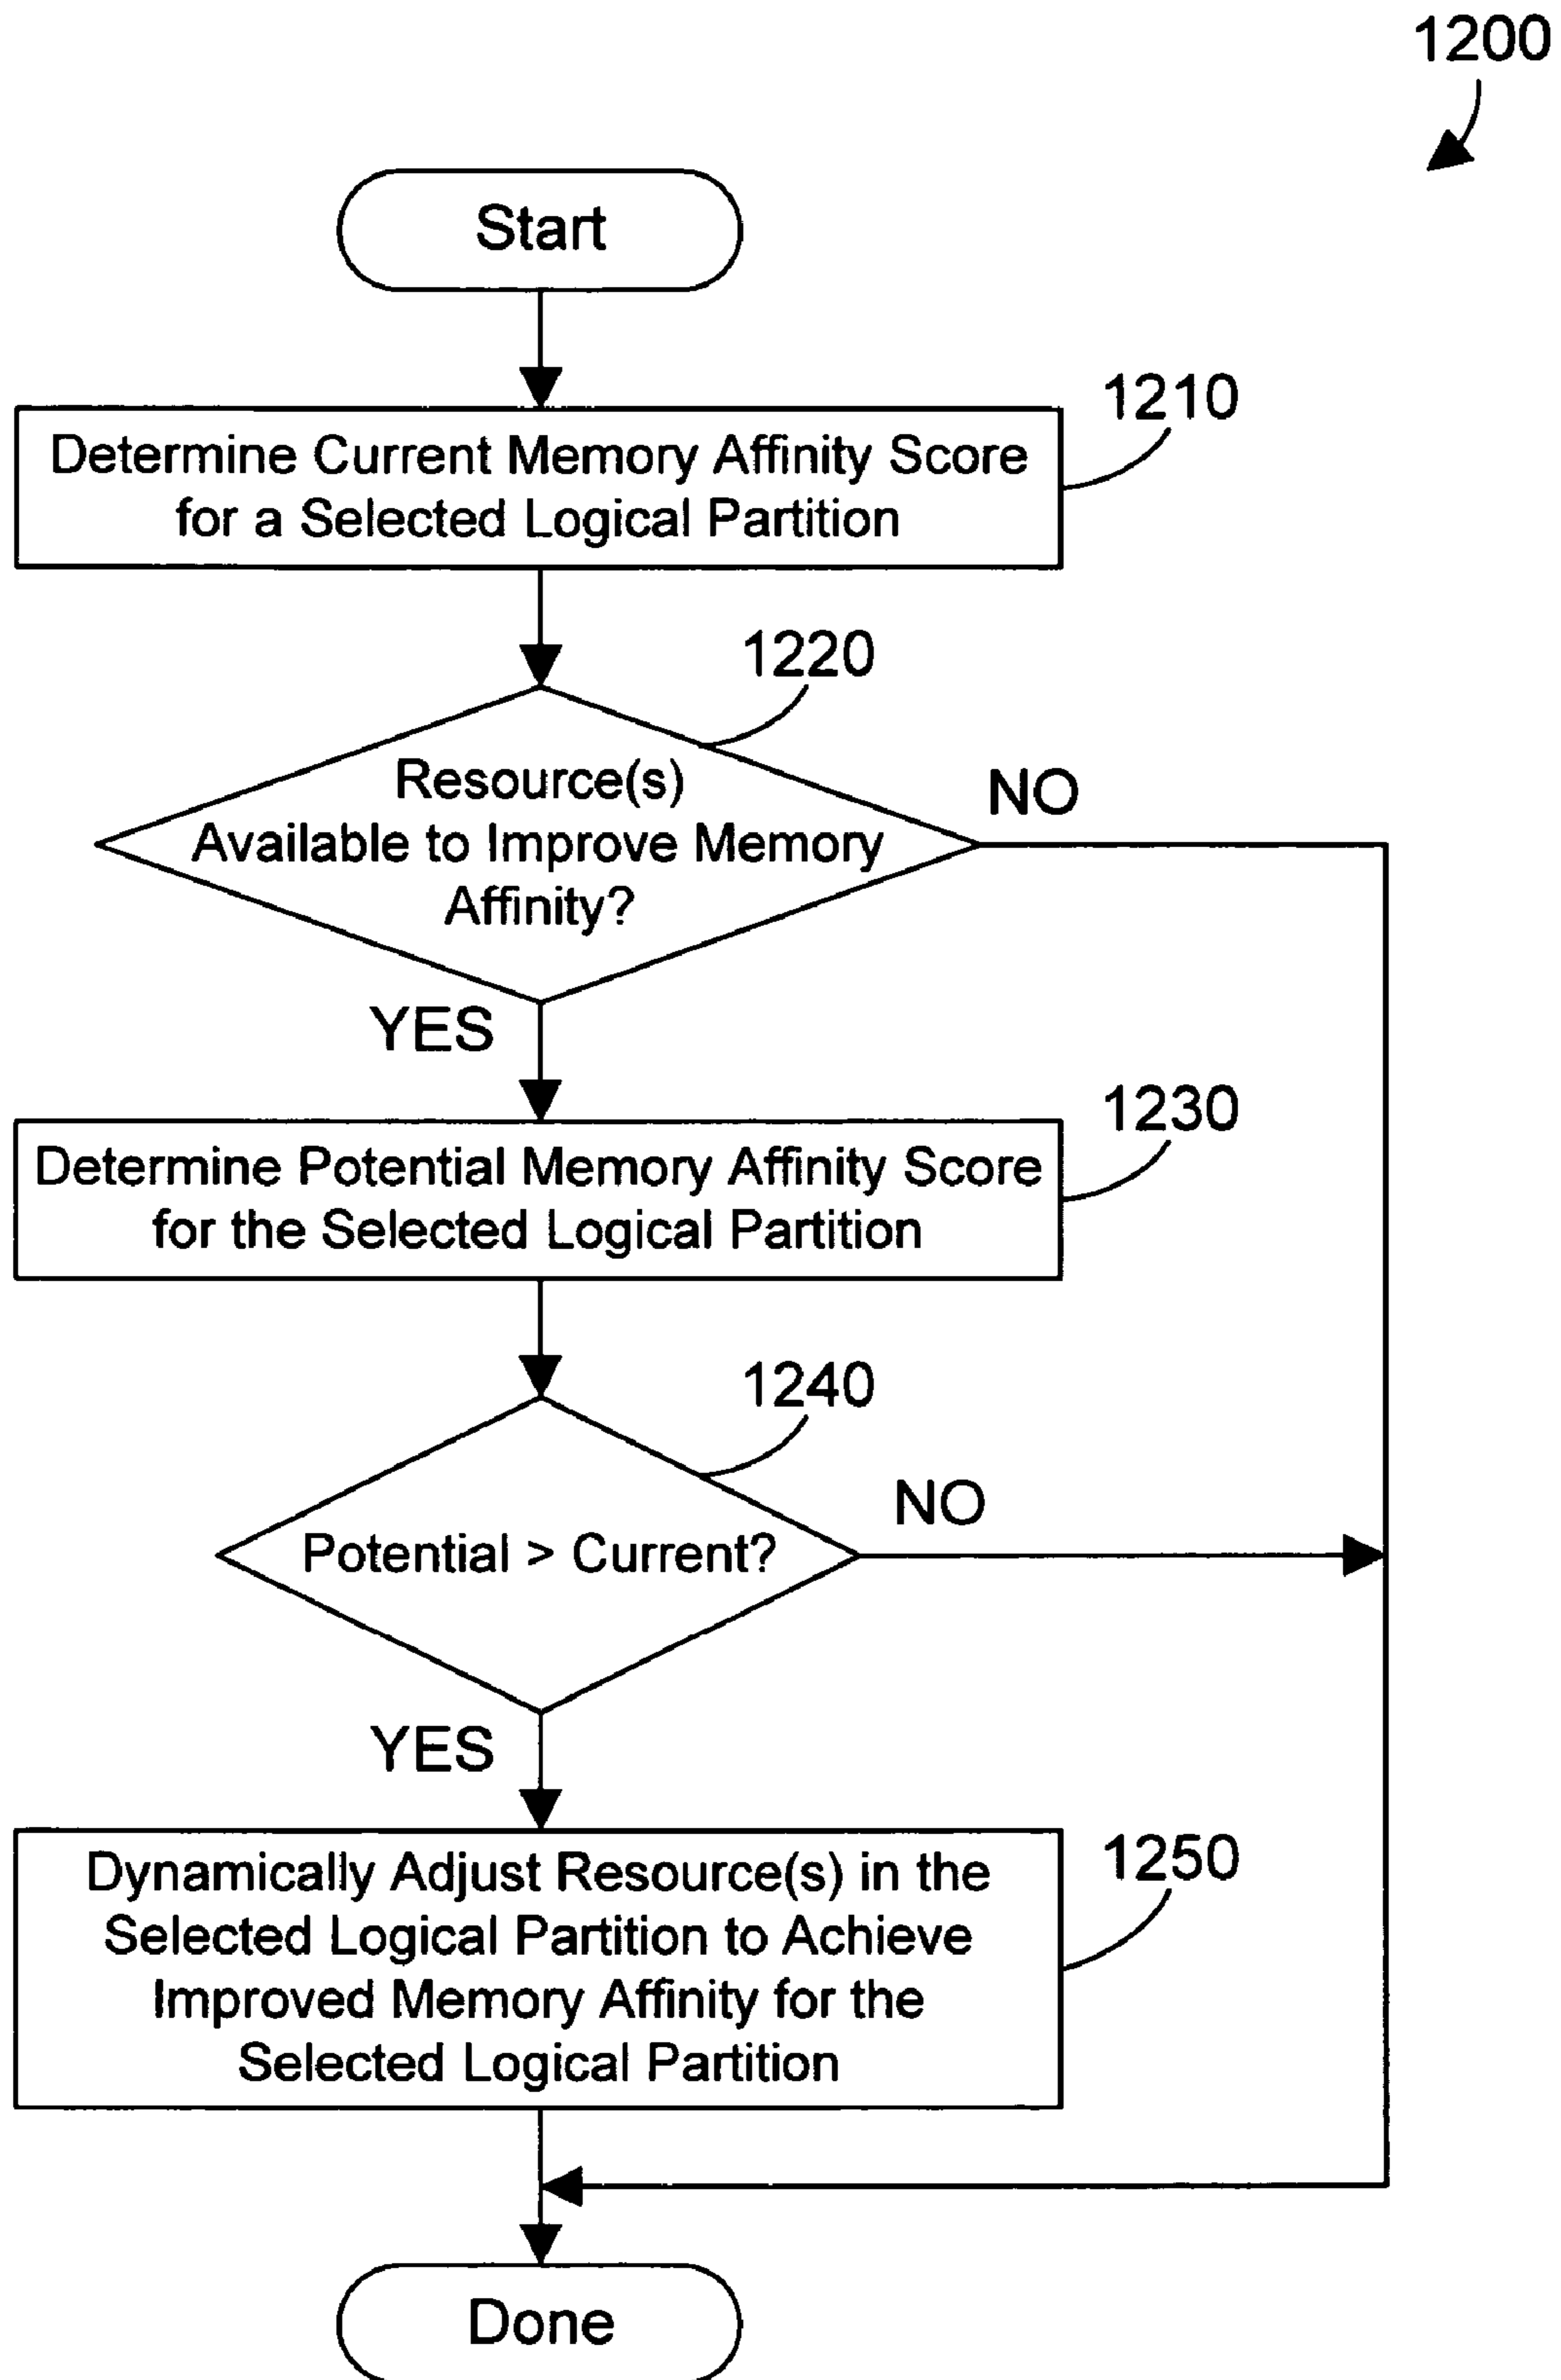 1200
Start
1210
Determine Current Memory Affinity Score
for a Selected Logical Partition
1220
Resource(s)
Available to Improve Memory
Affinity?
NO
YES
1230
Determine Potential Memory Affinity Score
for the Selected Logical Partition
1240
Potential > Current?
NO
YES
1250
Dynamically Adjust Resource(s) in the
Selected Logical Partition to Achieve
Improved Memory Affinity for the
Selected Logical Partition
Done